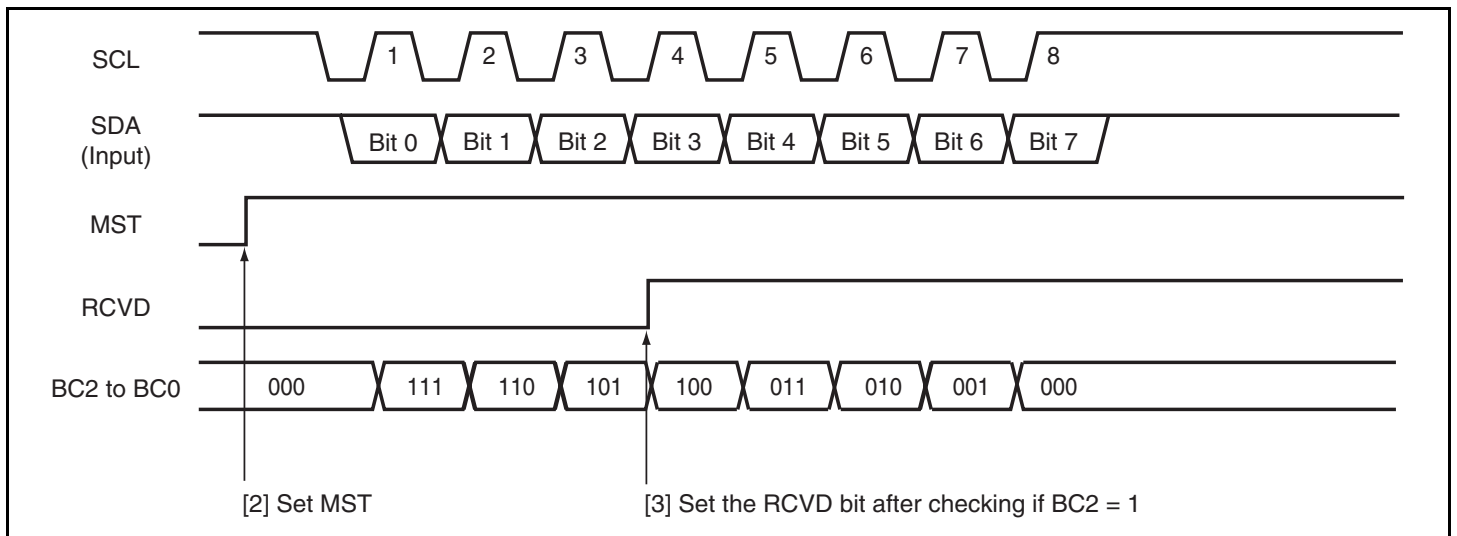 SCL 1 2 3 4 5 6 7 8
SDA
(Input)
Bit 0 Bit 1 Bit 2 Bit 3 Bit 4 Bit 5 Bit 6 Bit 7
MST
RCVD
BC2 to BC0 000 111 110 101 100 011 010 001 000
[2] Set MST [3] Set the RCVD bit after checking if BC2 = 1